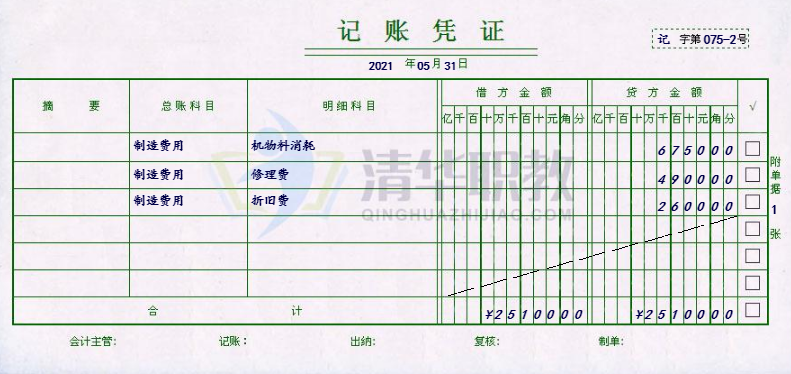 记账凭证
记 字第 075-2 号
2021 年 05 月 31 日
摘要 总账科目 明细科目 借方金额 贷方金额 √
亿千百十万千百十元角分 亿千百十万千百十元角分
制造费用 机物料消耗 675000
制造费用 修理费 490000
制造费用 折旧费 260000
合计 ¥2510000 ¥2510000
附单据 1 张
清华职教
QINGHUAZHIJIAO.COM
会计主管: 记账: 出纳: 复核: 制单: